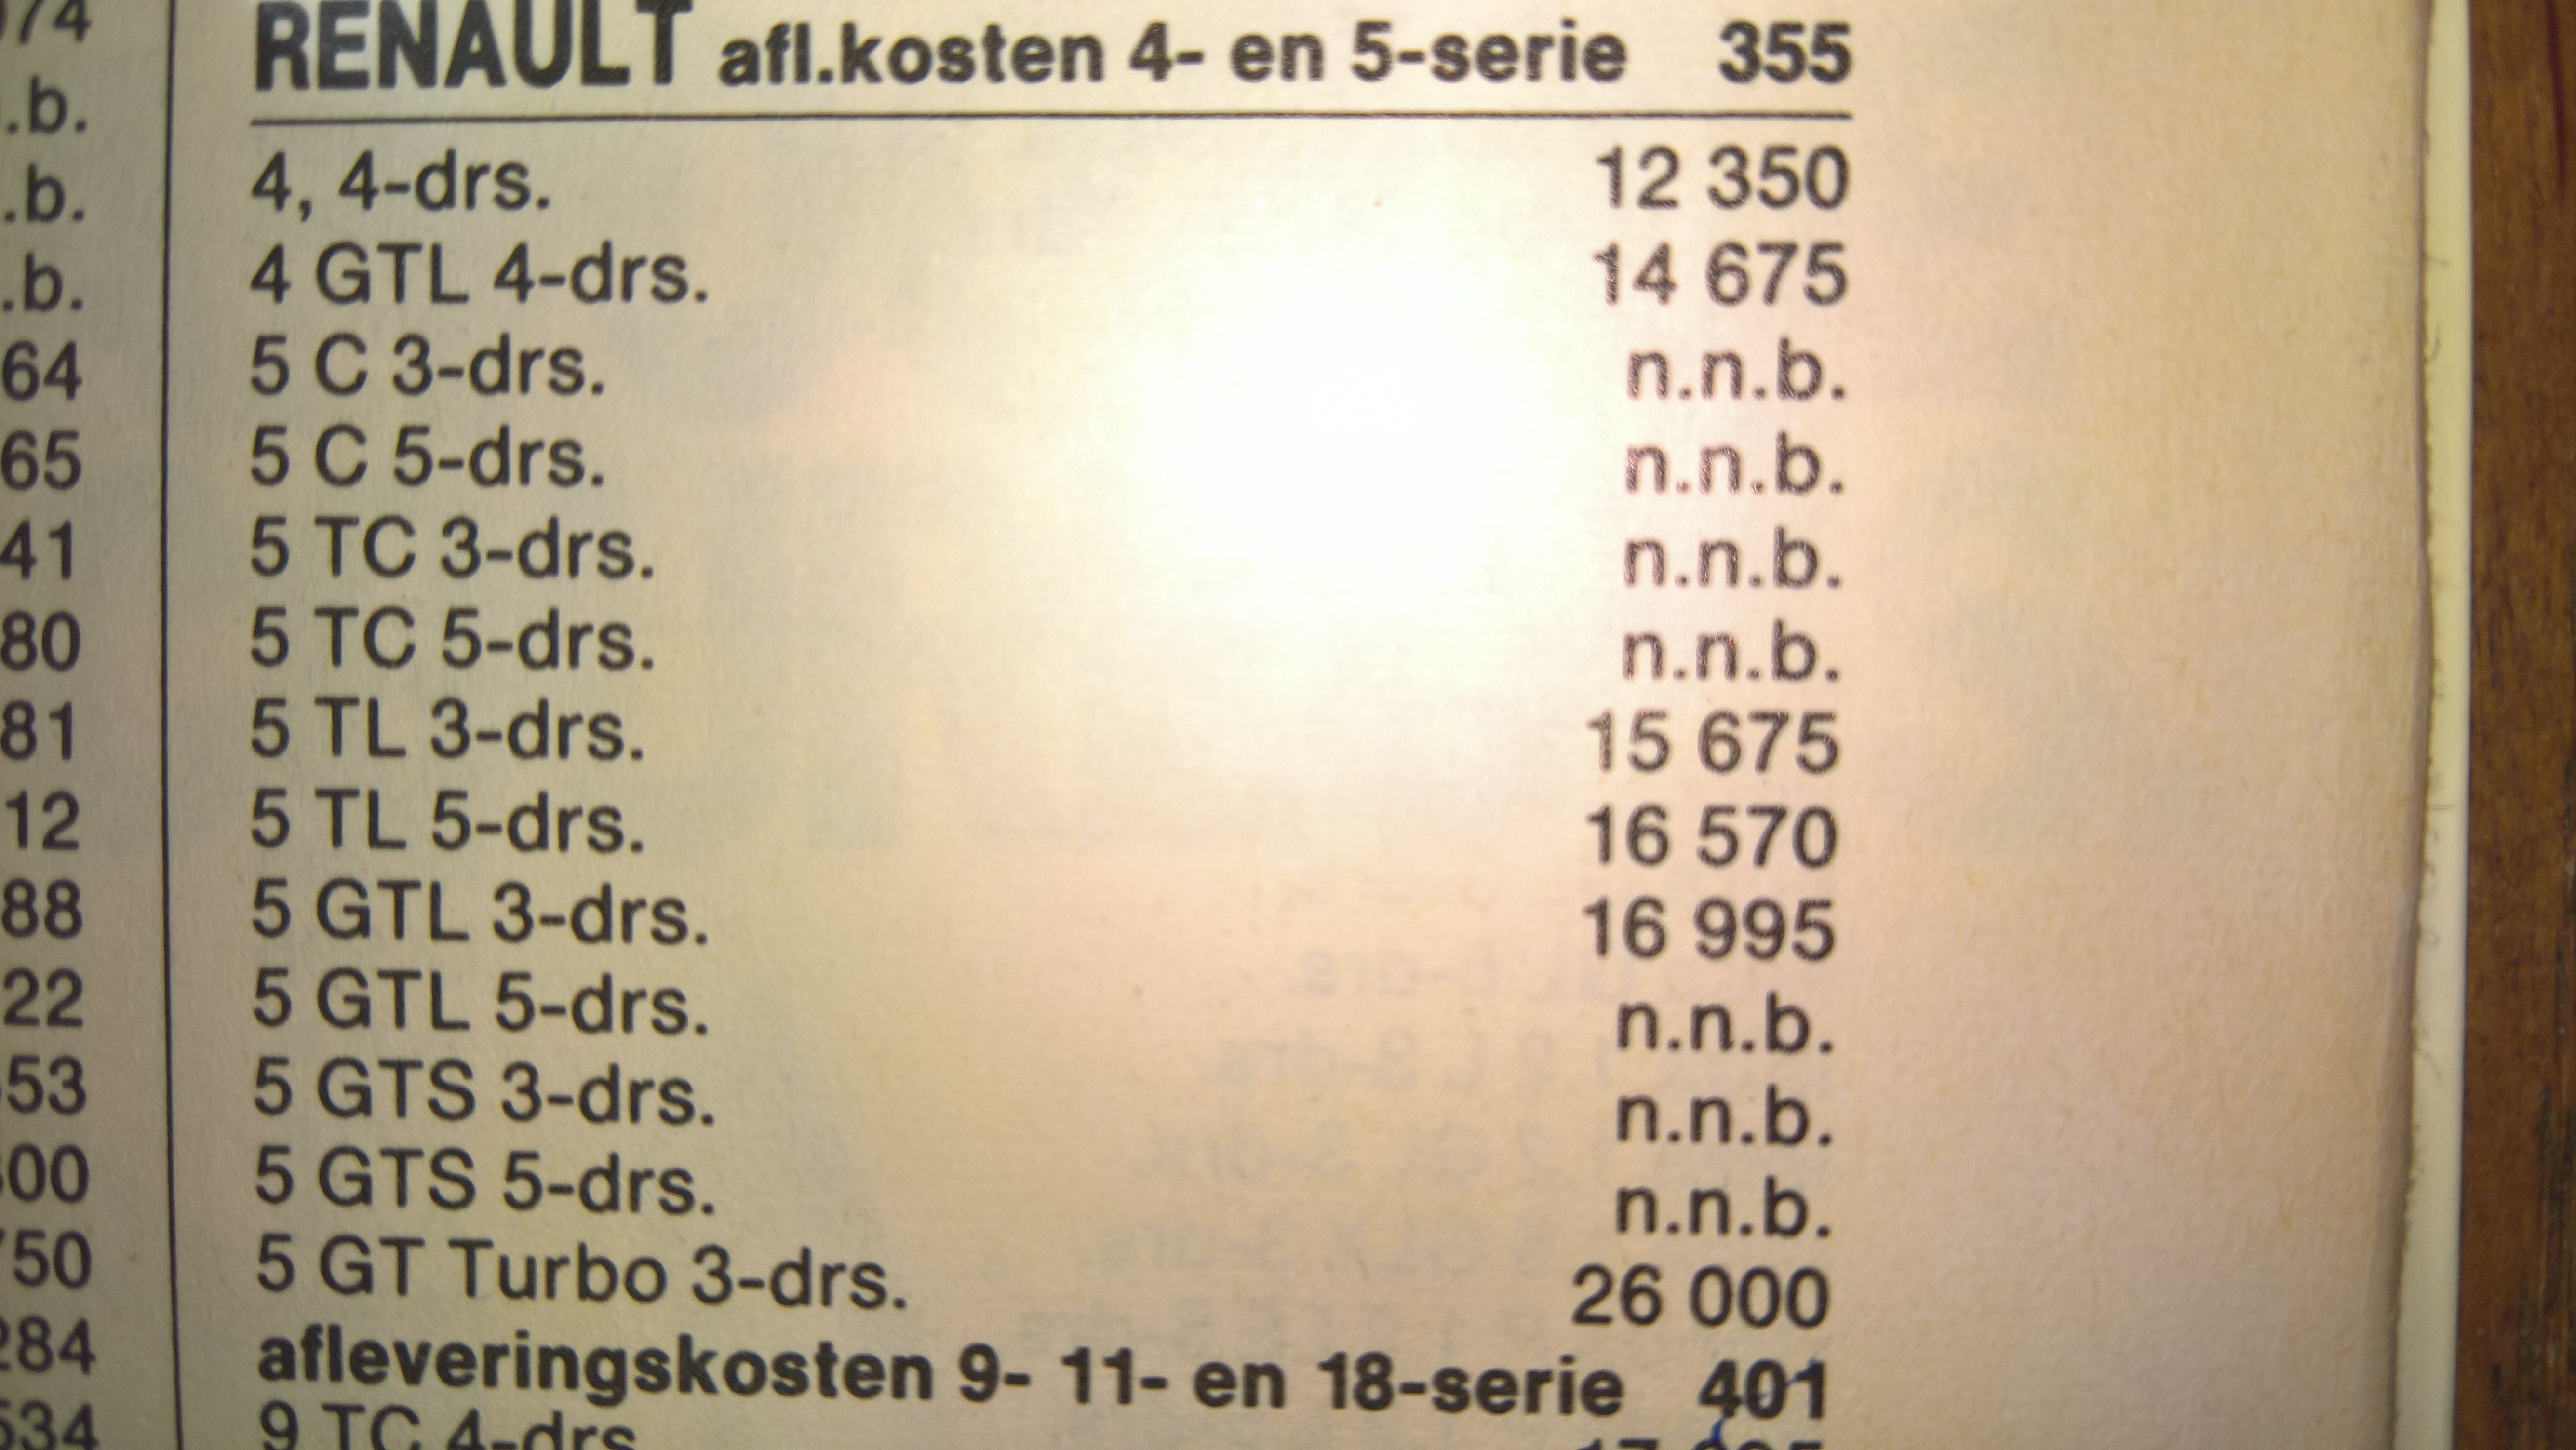 RENAULT afl.kosten 4- en 5-serie 355
4, 4-drs. 12 350
4 GTL 4-drs. 14 675
5 C 3-drs. n.n.b.
5 C 5-drs. n.n.b.
5 TC 3-drs. n.n.b.
5 TC 5-drs. n.n.b.
5 TL 3-drs. 15 675
5 TL 5-drs. 16 570
5 GTL 3-drs. 16 995
5 GTL 5-drs. n.n.b.
5 GTS 3-drs. n.n.b.
5 GTS 5-drs. n.n.b.
5 GT Turbo 3-drs. 26 000
afleveringskosten 9- 11- en 18-serie 401
9 TC 4-drs.